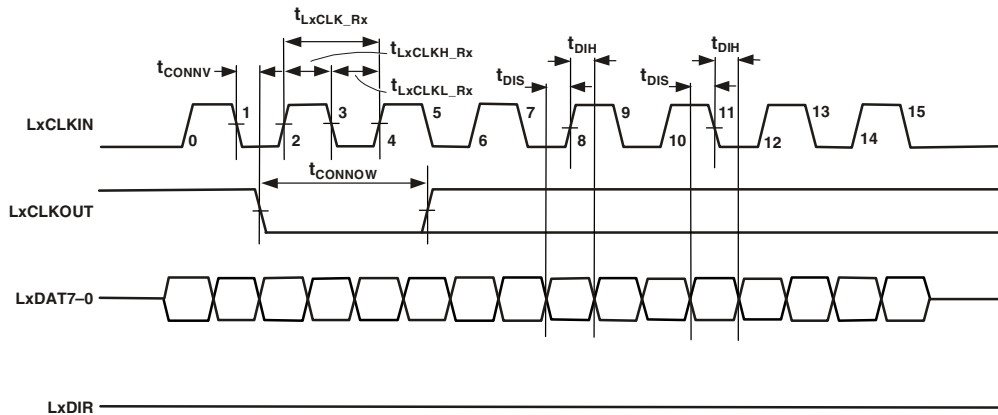 tLxCLK_Rx
tLxCLKH_Rx
tDIH
tDIH
tCONNV
tLxCLKL_Rx
tDIS
tDIS
LxCLKIN
0 1 2 3 4 5 6 7 8 9 10 11 12 13 14 15
tCONNOW
LxCLKOUT
LxDAT7–0
LxDIR